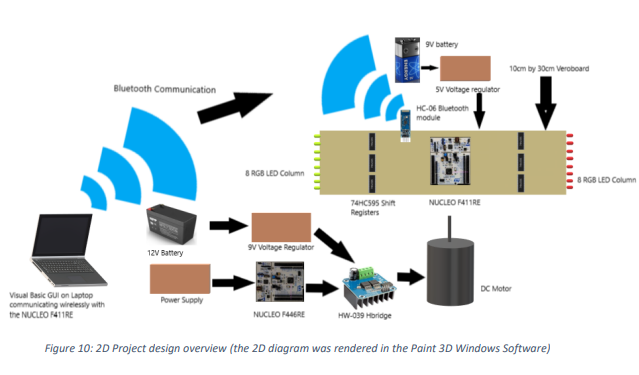 9V battery
5V Voltage regulator
10cm by 30cm Veroboard
Bluetooth Communication
HC-06 Bluetooth
module
8 RGB LED Column
8 RGB LED Column
74HC595 Shift
Registers
NUCLEO F411RE
12V Battery
9V Voltage Regulator
DC Motor
Visual Basic GUI on Laptop
communicating wirelessly with
the NUCLEO F411RE
Power Supply
NUCLEO F446RE
HW-039 Hbridge
Figure 10: 2D Project design overview (the 2D diagram was rendered in the Paint 3D Windows Software)